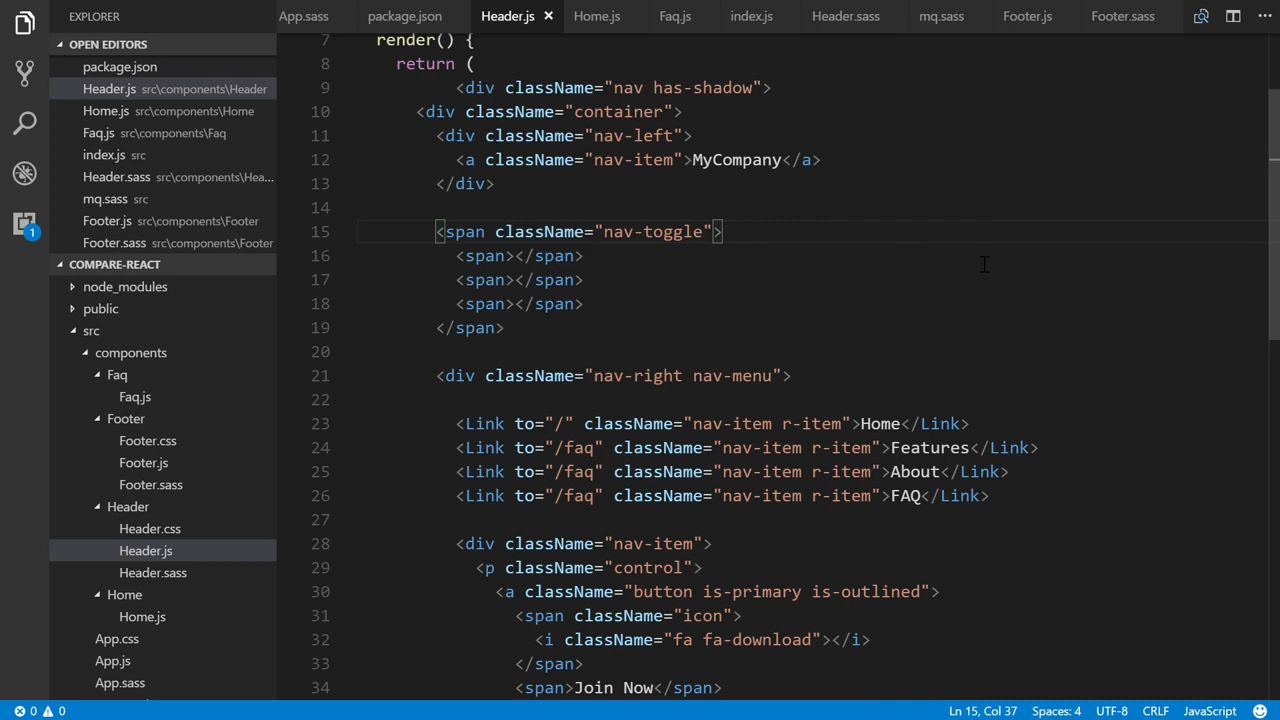 EXPLORER
App.sass package.json Header.js × Home.js Faq.js index.js Header.sass mq.sass Footer.js Footer.sass
OPEN EDITORS
package.json
Header.js src\components\Header
Home.js src\components\Home
Faq.js src\components\Faq
index.js src
Header.sass src\components\Hea...
mq.sass src
Footer.js src\components\Footer
Footer.sass src\components\Footer
COMPARE-REACT
node_modules
public
src
components
Faq
Faq.js
Footer
Footer.css
Footer.js
Footer.sass
Header
Header.css
Header.js
Header.sass
Home
Home.js
App.css
App.js
App.sass
1
7 render() {
8 return (
9 <div className="nav has-shadow">
10 <div className="container">
11 <div className="nav-left">
12 <a className="nav-item">MyCompany</a>
13 </div>
14
15 <span className="nav-toggle">
16 <span></span>
17 <span></span>
18 <span></span>
19 </span>
20
21 <div className="nav-right nav-menu">
22
23 <Link to="/" className="nav-item r-item">Home</Link>
24 <Link to="/faq" className="nav-item r-item">Features</Link>
25 <Link to="/faq" className="nav-item r-item">About</Link>
26 <Link to="/faq" className="nav-item r-item">FAQ</Link>
27
28 <div className="nav-item">
29 <p className="control">
30 <a className="button is-primary is-outlined">
31 <span className="icon">
32 <i className="fa fa-download"></i>
33 </span>
34 <span>Join Now</span>
0 0 Ln 15, Col 37 Spaces: 4 UTF-8 CRLF JavaScript